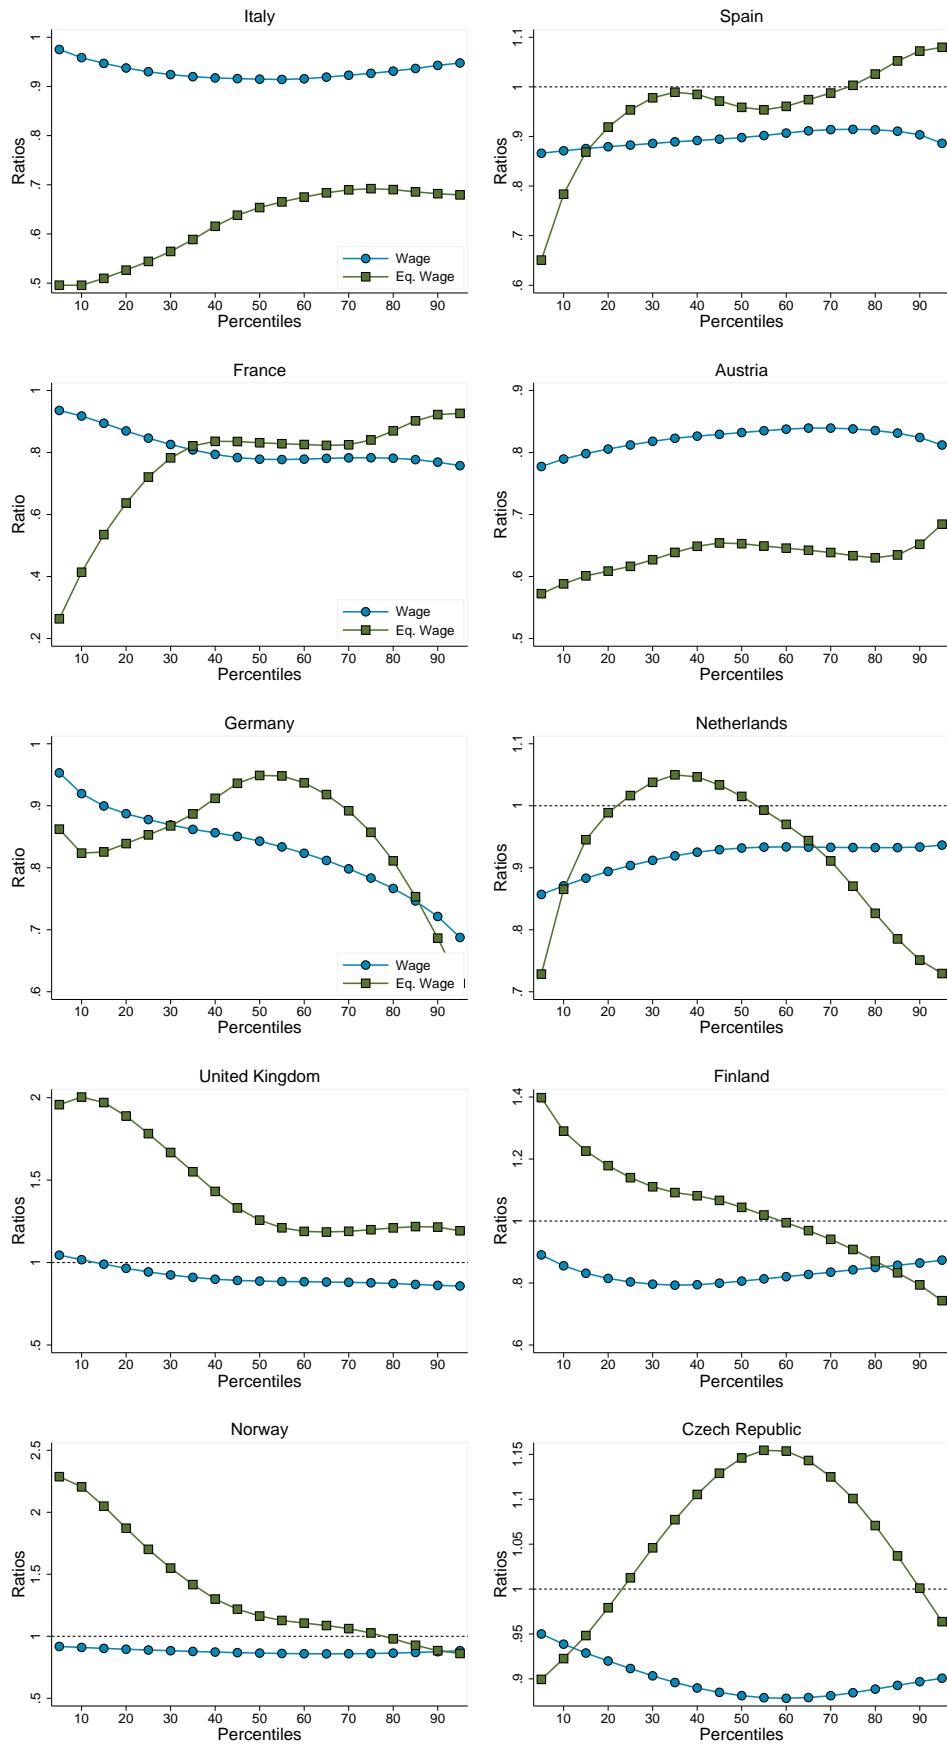 Italy
Ratios
1
.9
.8
.7
.6
.5
Wage
Eq. Wage
10 20 30 40 50 60 70 80 90
Percentiles
Spain
Ratios
1.1
1
.9
.8
.7
.6
10 20 30 40 50 60 70 80 90
Percentiles
France
Ratio
1
.8
.6
.4
.2
Wage
Eq. Wage
10 20 30 40 50 60 70 80 90
Percentiles
Austria
Ratios
.9
.8
.7
.6
.5
10 20 30 40 50 60 70 80 90
Percentiles
Germany
Ratio
1
.9
.8
.7
.6
Wage
Eq. Wage
10 20 30 40 50 60 70 80 90
Percentiles
Netherlands
Ratios
1.1
1
.9
.8
.7
10 20 30 40 50 60 70 80 90
Percentiles
United Kingdom
Ratios
2
1.5
1
.5
10 20 30 40 50 60 70 80 90
Percentiles
Finland
Ratios
1.4
1.2
1
.8
.6
10 20 30 40 50 60 70 80 90
Percentiles
Norway
Ratios
2.5
2
1.5
1
.5
10 20 30 40 50 60 70 80 90
Percentiles
Czech Republic
Ratios
1.15
1.1
1.05
1
.95
.9
10 20 30 40 50 60 70 80 90
Percentiles